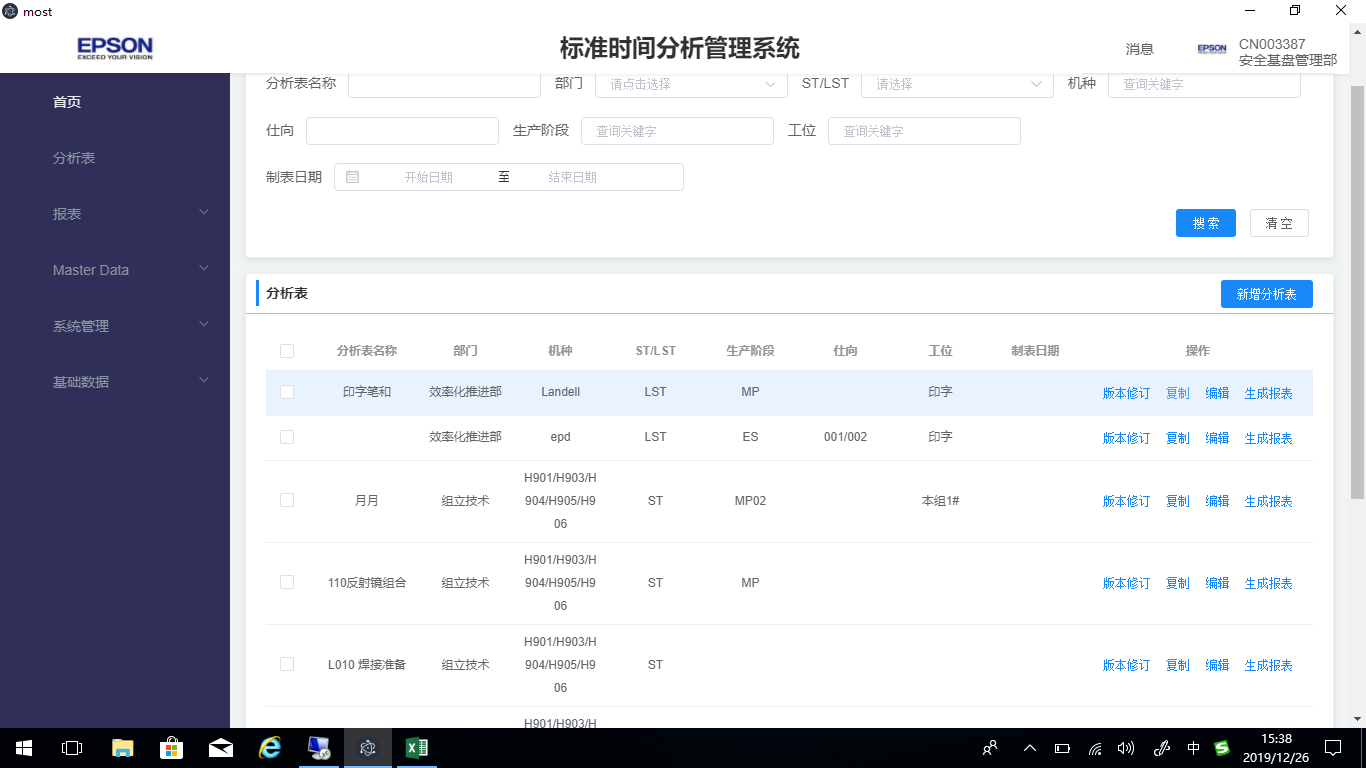 most
EPSON
EXCEED YOUR VISION
标准时间分析管理系统
消息
EPSON
CN003387
安全基盘管理部
首页
分析表
报表
Master Data
系统管理
基础数据
分析表名称
部门 请点击选择
ST/LST 请选择
机种 查询关键字
仕向
生产阶段 查询关键字
工位 查询关键字
制表日期 开始日期 至 结束日期
搜索 清空
分析表
新增分析表
分析表名称 部门 机种 ST/LST 生产阶段 仕向 工位 制表日期 操作
印字笔和 效率化推进部 Landell LST MP 印字 版本修订 复制 编辑 生成报表
效率化推进部 epd LST ES 001/002 印字 版本修订 复制 编辑 生成报表
H901/H903/H
月月 组立技术 904/H905/H9 ST MP02 本组1# 版本修订 复制 编辑 生成报表
06
H901/H903/H
110反射镜组合 组立技术 904/H905/H9 ST MP 版本修订 复制 编辑 生成报表
06
H901/H903/H
L010 焊接准备 组立技术 904/H905/H9 ST 版本修订 复制 编辑 生成报表
06
H901/H903/H
中
15:38
2019/12/26